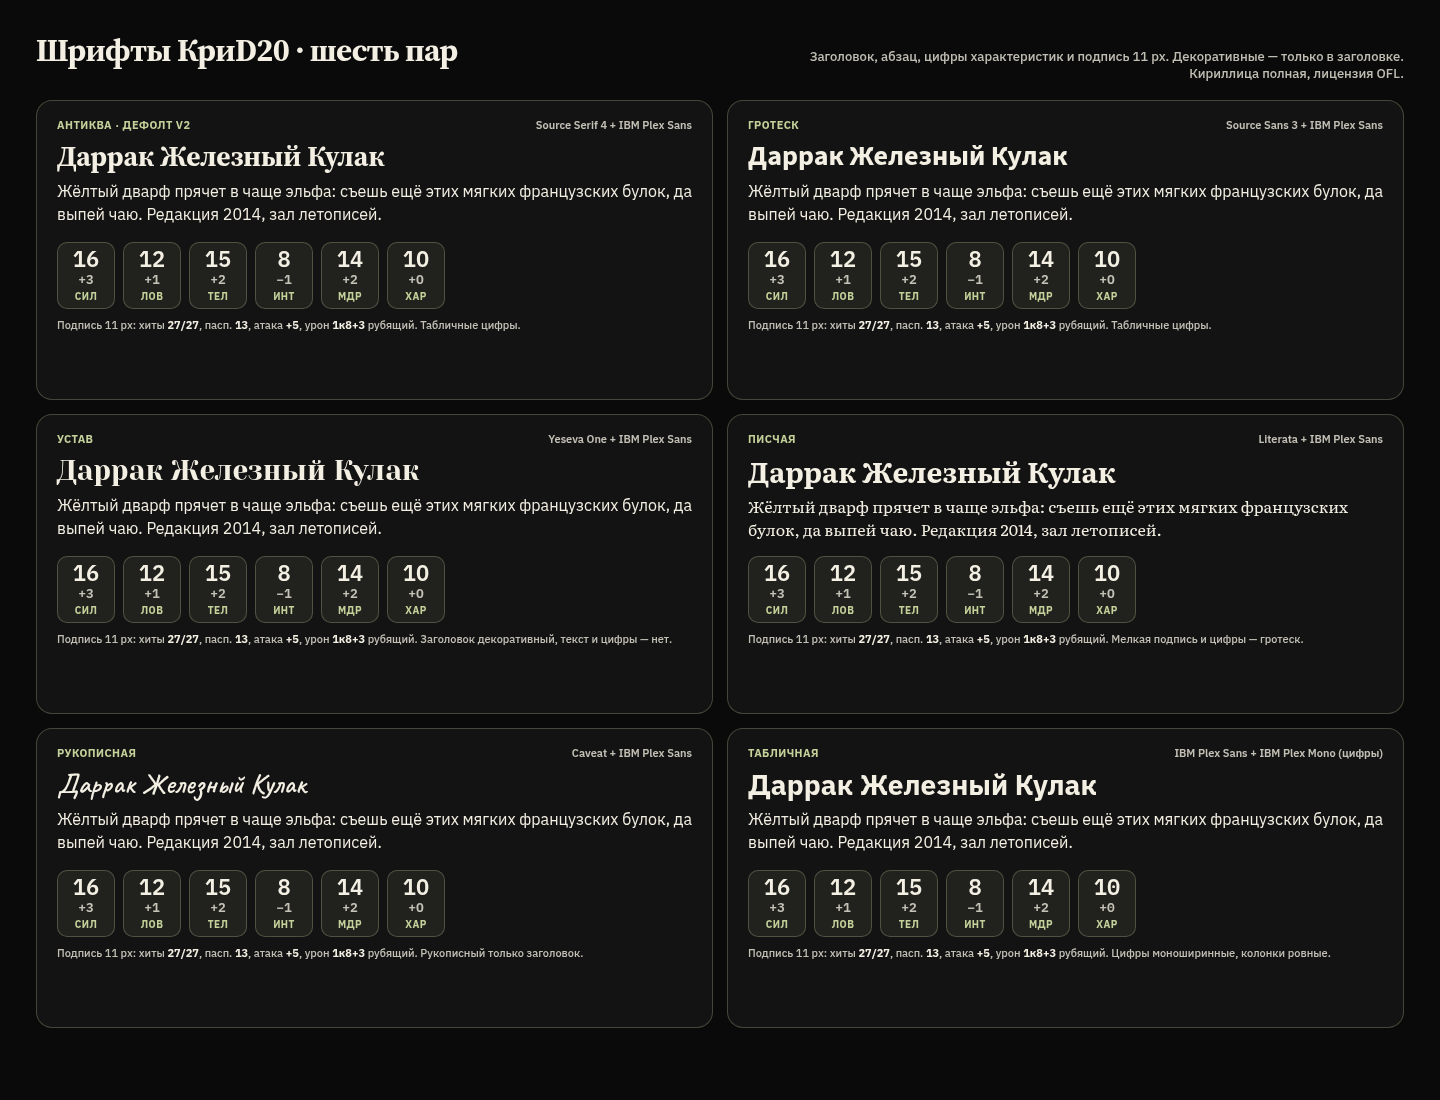 Шрифты КриD20 · шесть пар
Заголовок, абзац, цифры характеристик и подпись 11 px. Декоративные — только в заголовке.
Кириллица полная, лицензия OFL.
АНТИКВА · ДЕФОЛТ V2
Source Serif 4 + IBM Plex Sans
Даррак Железный Кулак
Жёлтый дварф прячет в чаще эльфа: съешь ещё этих мягких французских булок, да
выпей чаю. Редакция 2014, зал летописей.
16 12 15 8 14 10
+3 +1 +2 −1 +2 +0
СИЛ ЛОВ ТЕЛ ИНТ МДР ХАР
Подпись 11 px: хиты 27/27, пасп. 13, атака +5, урон 1к8+3 рубящий. Табличные цифры.
ГРОТЕСК
Source Sans 3 + IBM Plex Sans
Даррак Железный Кулак
Жёлтый дварф прячет в чаще эльфа: съешь ещё этих мягких французских булок, да
выпей чаю. Редакция 2014, зал летописей.
16 12 15 8 14 10
+3 +1 +2 −1 +2 +0
СИЛ ЛОВ ТЕЛ ИНТ МДР ХАР
Подпись 11 px: хиты 27/27, пасп. 13, атака +5, урон 1к8+3 рубящий. Табличные цифры.
УСТАВ
Yeseva One + IBM Plex Sans
Даррак Железный Кулак
Жёлтый дварф прячет в чаще эльфа: съешь ещё этих мягких французских булок, да
выпей чаю. Редакция 2014, зал летописей.
16 12 15 8 14 10
+3 +1 +2 −1 +2 +0
СИЛ ЛОВ ТЕЛ ИНТ МДР ХАР
Подпись 11 px: хиты 27/27, пасп. 13, атака +5, урон 1к8+3 рубящий. Заголовок декоративный, текст и цифры — нет.
ПИСЧАЯ
Literata + IBM Plex Sans
Даррак Железный Кулак
Жёлтый дварф прячет в чаще эльфа: съешь ещё этих мягких французских
булок, да выпей чаю. Редакция 2014, зал летописей.
16 12 15 8 14 10
+3 +1 +2 −1 +2 +0
СИЛ ЛОВ ТЕЛ ИНТ МДР ХАР
Подпись 11 px: хиты 27/27, пасп. 13, атака +5, урон 1к8+3 рубящий. Мелкая подпись и цифры — гротеск.
РУКОПИСНАЯ
Caveat + IBM Plex Sans
Даррак Железный Кулак
Жёлтый дварф прячет в чаще эльфа: съешь ещё этих мягких французских булок, да
выпей чаю. Редакция 2014, зал летописей.
16 12 15 8 14 10
+3 +1 +2 −1 +2 +0
СИЛ ЛОВ ТЕЛ ИНТ МДР ХАР
Подпись 11 px: хиты 27/27, пасп. 13, атака +5, урон 1к8+3 рубящий. Рукописный только заголовок.
ТАБЛИЧНАЯ
IBM Plex Sans + IBM Plex Mono (цифры)
Даррак Железный Кулак
Жёлтый дварф прячет в чаще эльфа: съешь ещё этих мягких французских булок, да
выпей чаю. Редакция 2014, зал летописей.
16 12 15 8 14 10
+3 +1 +2 −1 +2 +0
СИЛ ЛОВ ТЕЛ ИНТ МДР ХАР
Подпись 11 px: хиты 27/27, пасп. 13, атака +5, урон 1к8+3 рубящий. Цифры моноширинные, колонки ровные.